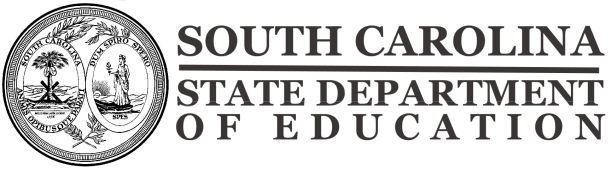 SOUTH CAROLINA
STATE DEPARTMENT
OF EDUCATION
SOUTH CAROLINA
DUM SPIRO SPERO
SPES